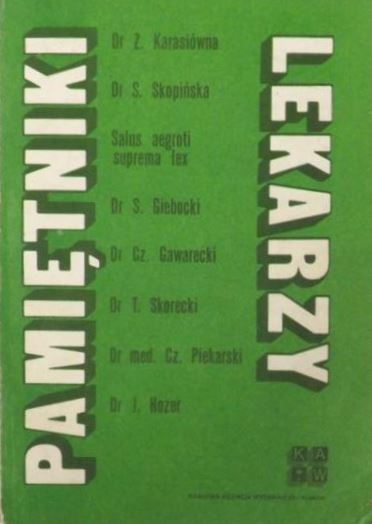 PAMIĘTNIKI
LEKARZY
Dr Z. Karasiówna
Dr S. Skopińska
Salus aegroti
suprema lex
Dr S. Giebocki
Dr Cz. Gawarecki
Dr T. Skorecki
Dr med. Cz. Piekarski
Dr J. Hozer
KAW